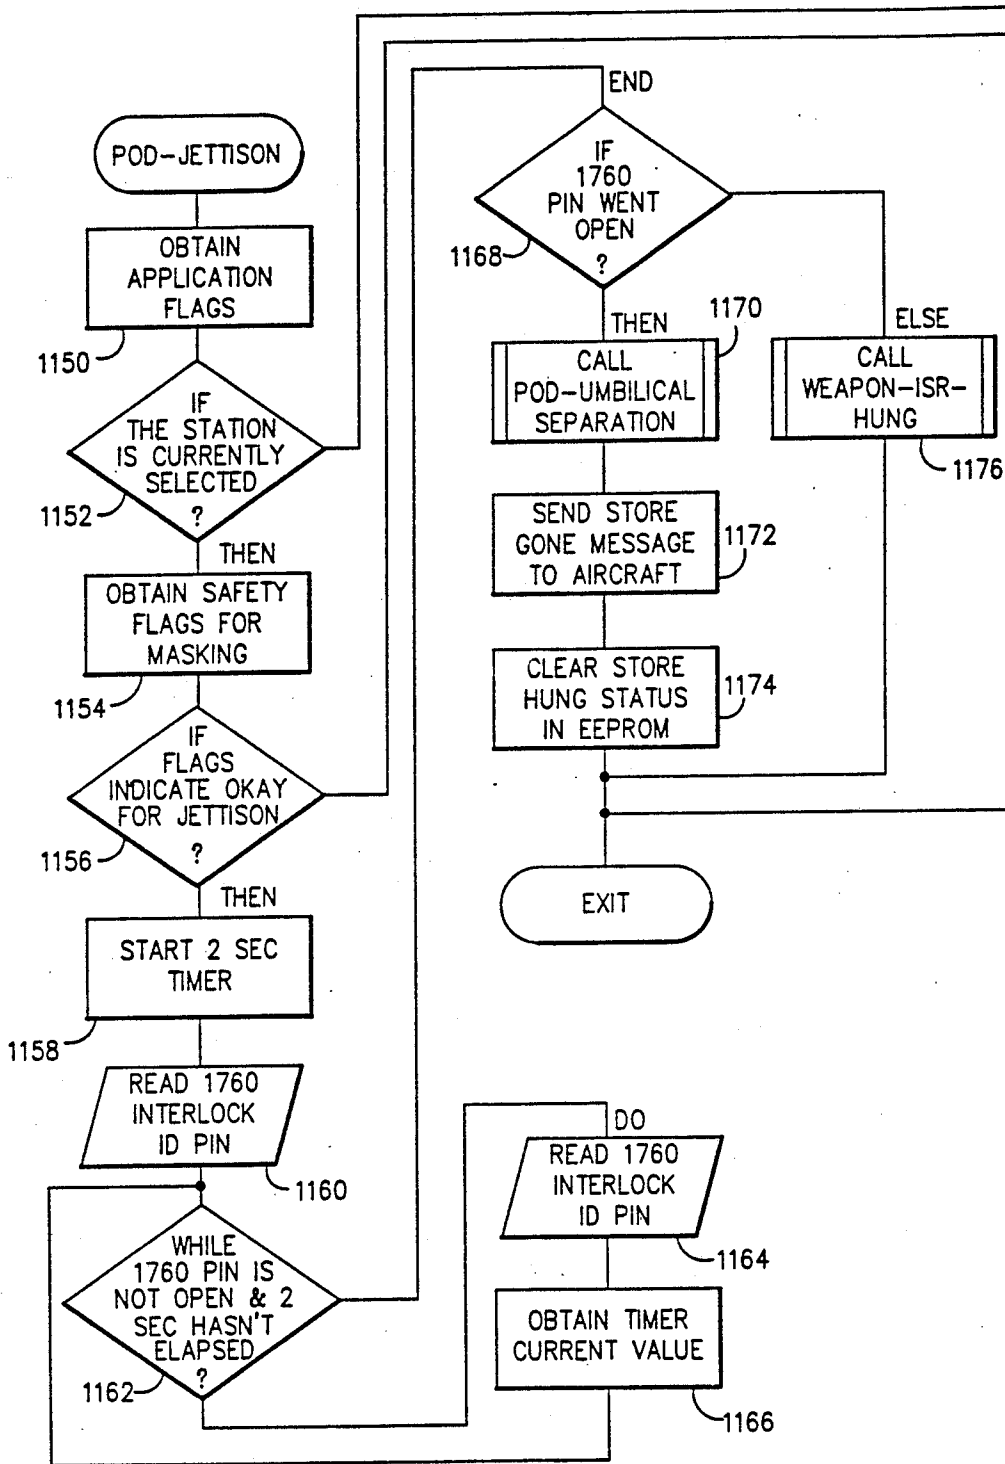 POD-JETTISON
OBTAIN
APPLICATION
FLAGS
1150
IF
THE STATION
IS CURRENTLY
SELECTED
?
1152
THEN
OBTAIN SAFETY
FLAGS FOR
MASKING
1154
IF
FLAGS
INDICATE OKAY
FOR JETTISON
?
1156
THEN
START 2 SEC
TIMER
1158
READ 1760
INTERLOCK
ID PIN
1160
WHILE
1760 PIN IS
NOT OPEN & 2
SEC HASN'T
ELAPSED
?
1162
DO
READ 1760
INTERLOCK
ID PIN
1164
OBTAIN TIMER
CURRENT VALUE
1166
END
IF
1760
PIN WENT
OPEN
?
1168
THEN
1170
CALL
POD-UMBILICAL
SEPARATION
SEND STORE
GONE MESSAGE
TO AIRCRAFT
1172
CLEAR STORE
HUNG STATUS
IN EEPROM
1174
ELSE
CALL
WEAPON-ISR-
HUNG
1176
EXIT